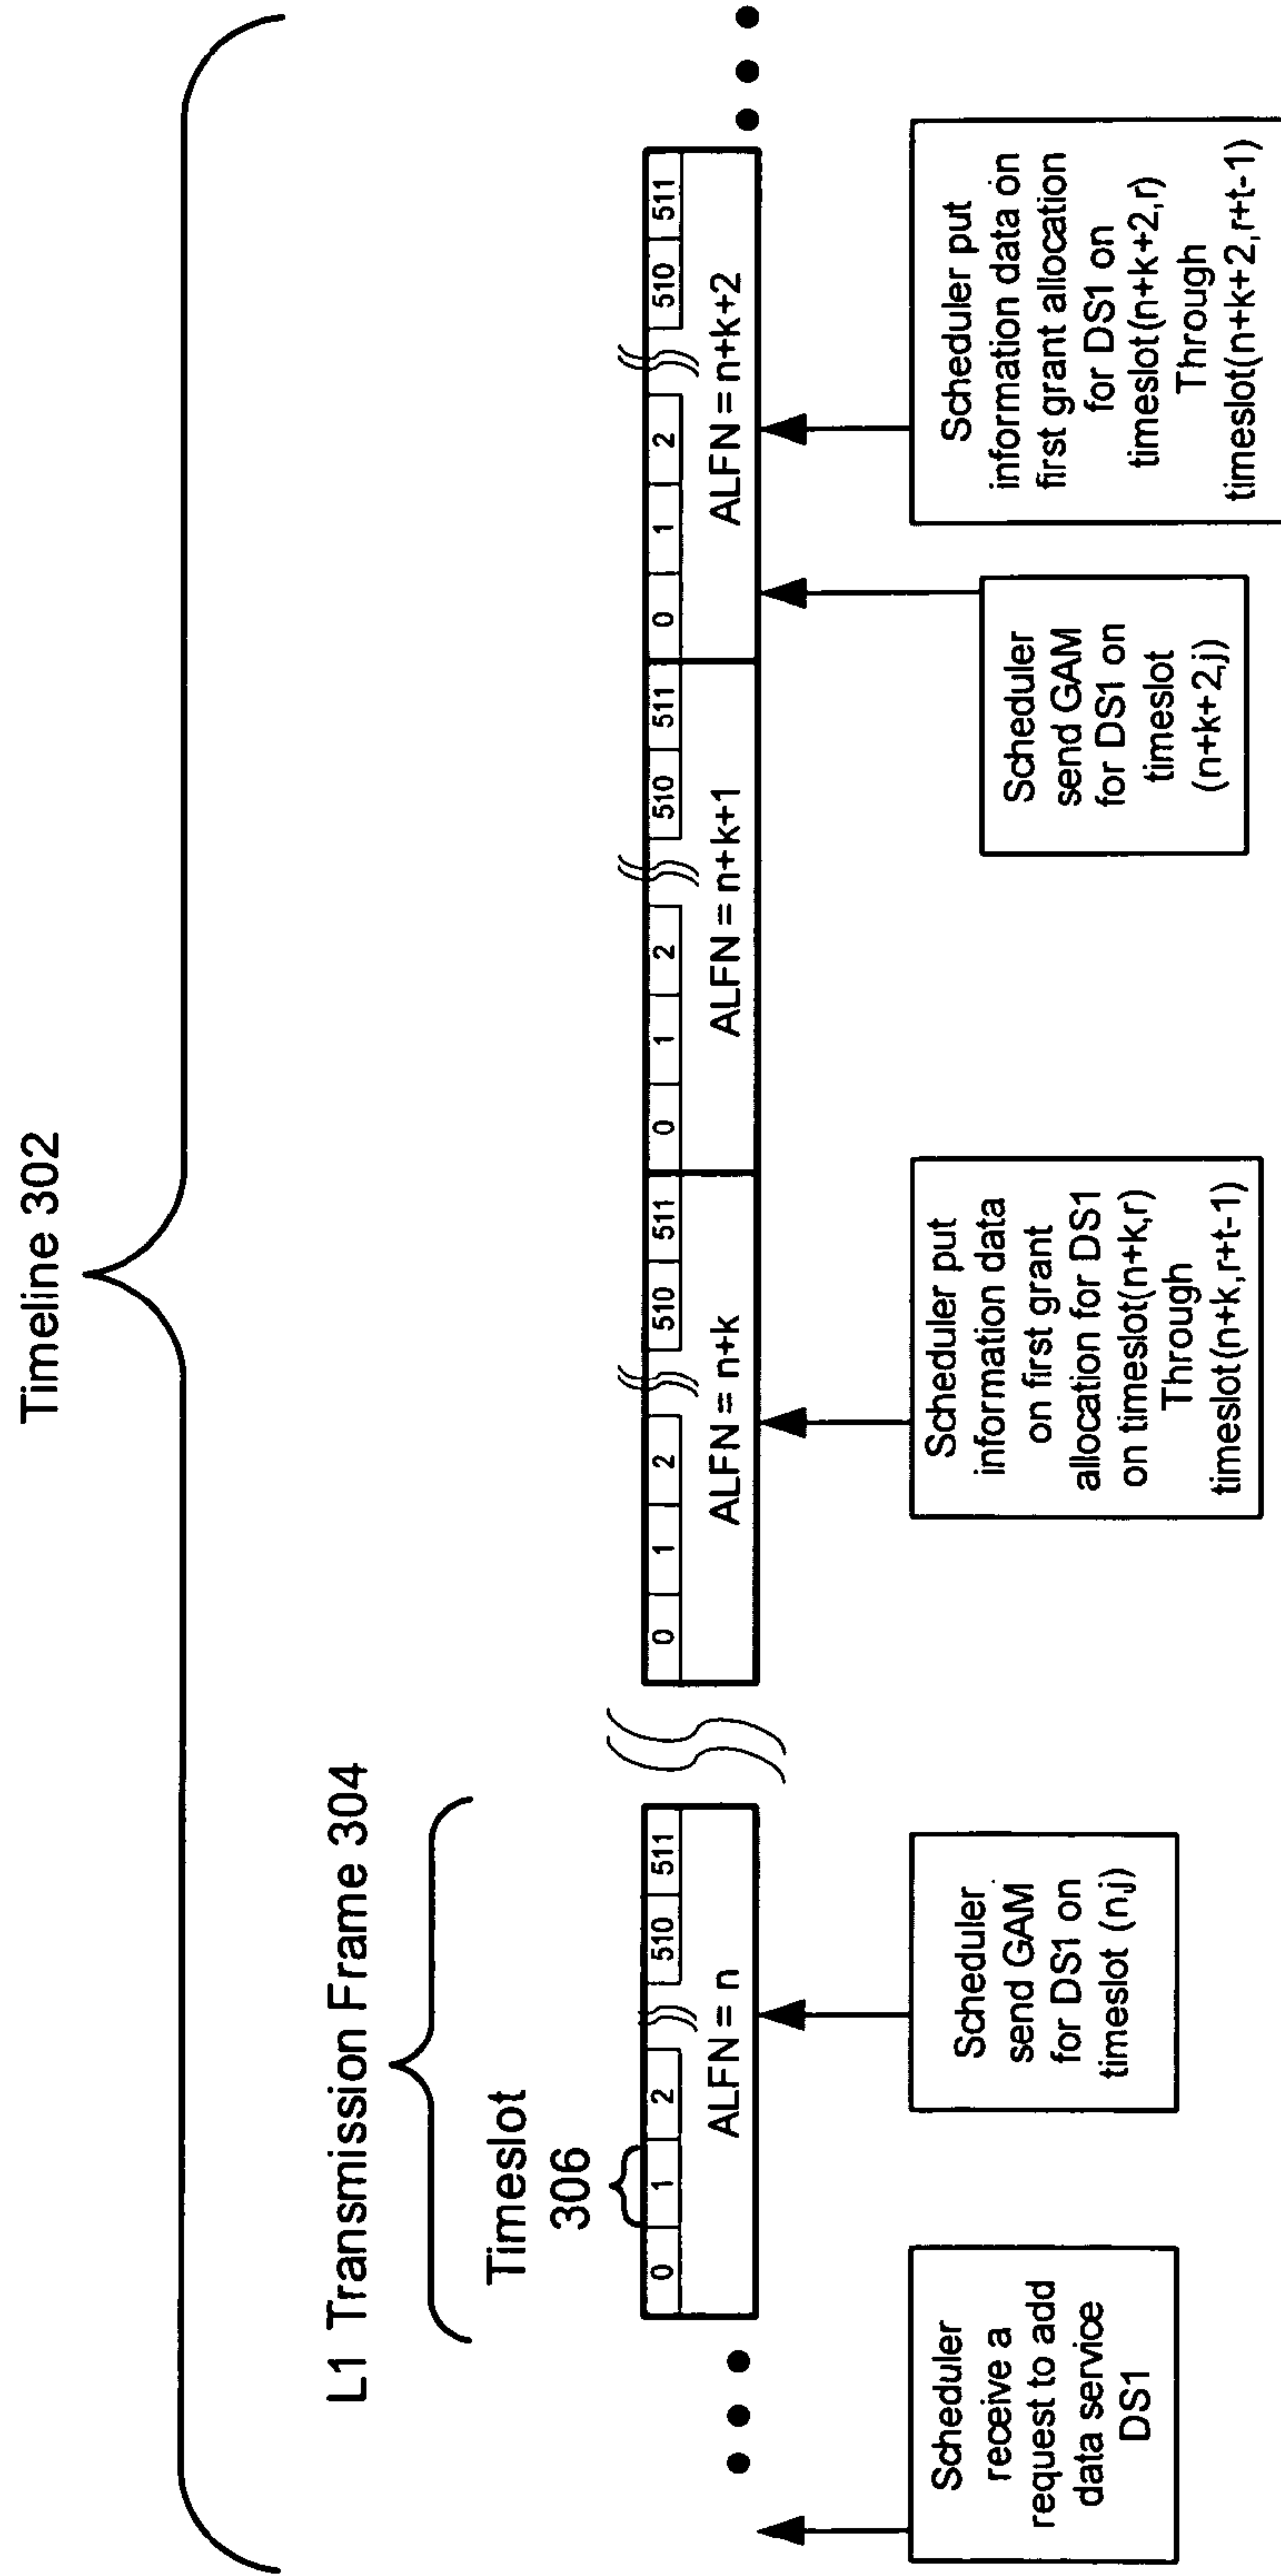 Timeline 302
L1 Transmission Frame 304
Timeslot
306
0 1 2 510 511
ALFN = n
0 1 2 510 511
ALFN = n+k
0 1 2 510 511
ALFN = n+k+1
0 1 2 510 511
ALFN = n+k+2
Scheduler
receive a
request to add
data service
DS1
Scheduler
send GAM
for DS1 on
timeslot (n,j)
Scheduler put
information data
on first grant
allocation for DS1
on timeslot(n+k,r)
Through
timeslot(n+k,r+t-1)
Scheduler
send GAM
for DS1 on
timeslot
(n+k+2,j)
Scheduler put
information data on
first grant allocation
for DS1 on
timeslot(n+k+2,r)
Through
timeslot(n+k+2,r+t-1)